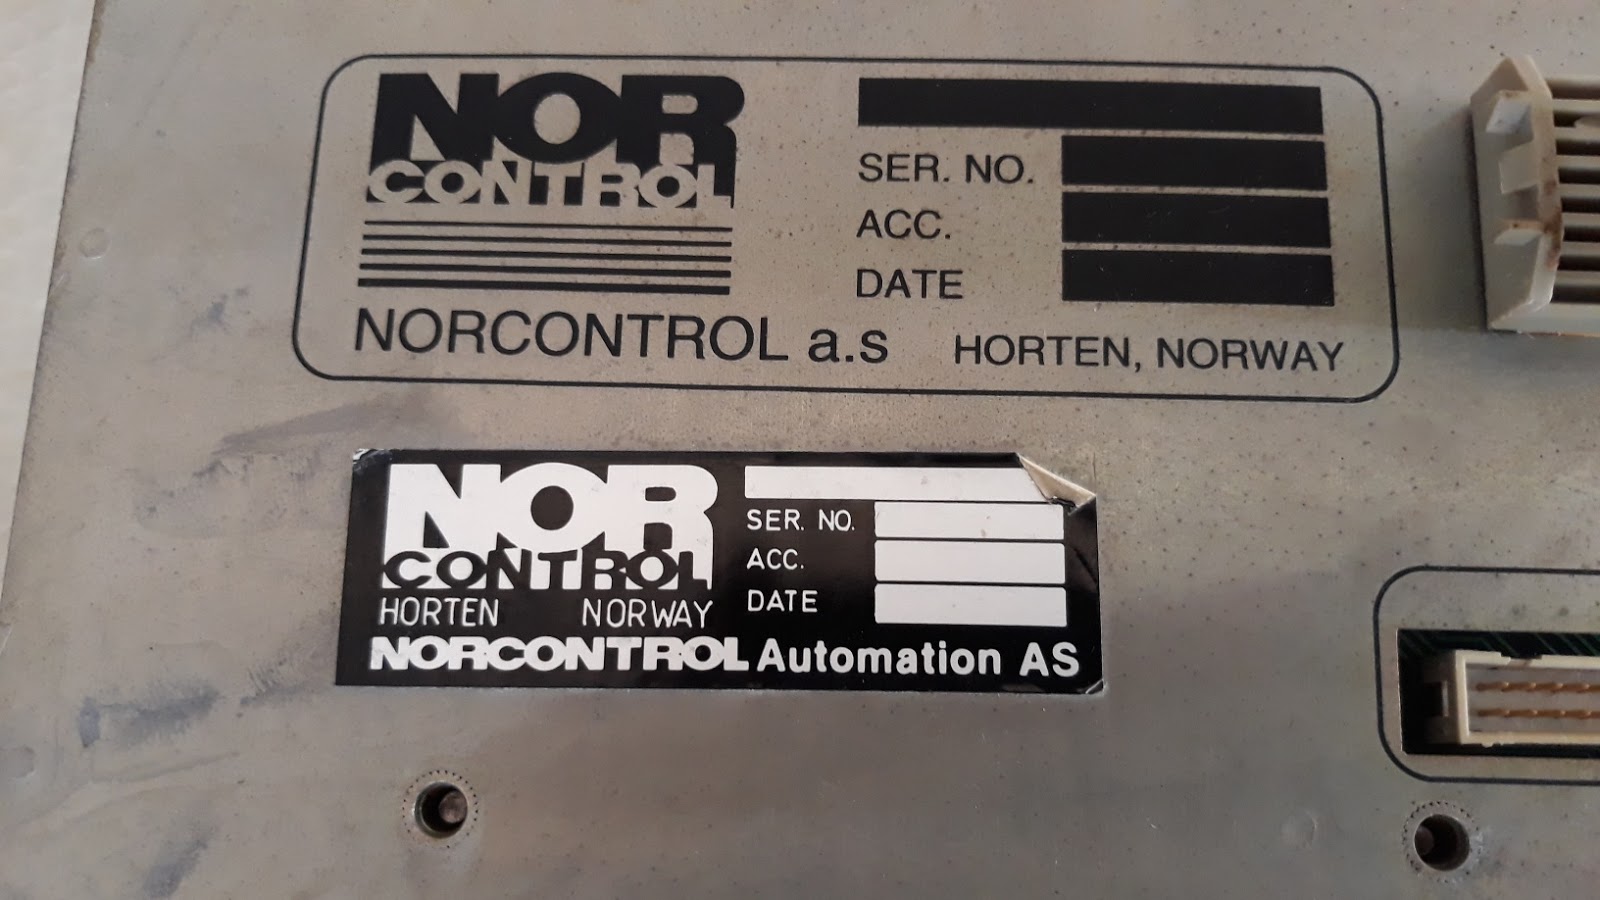 NOR
CONTROL
SER. NO.
ACC.
DATE
NORCONTROL a.s HORTEN, NORWAY
NOR
CONTROL
HORTEN NORWAY
SER. NO.
ACC.
DATE
NORCONTROL Automation AS